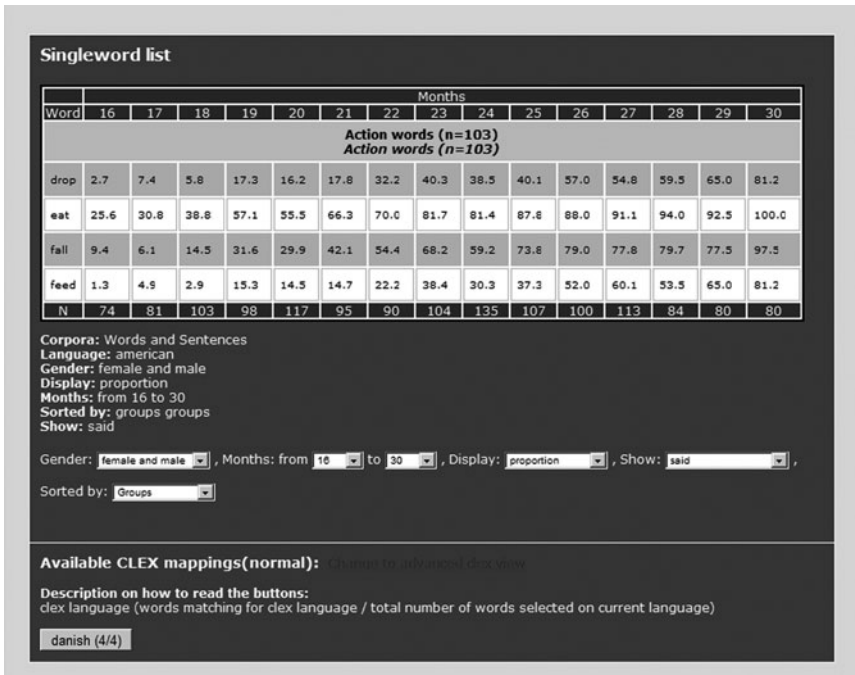 Singleword list
Months
Word 16 17 18 19 20 21 22 23 24 25 26 27 28 29 30
Action words (n=103)
Action words (n=103)
drop 2.7 7.4 5.8 17.3 16.2 17.8 32.2 40.3 38.5 40.1 57.0 54.8 59.5 65.0 81.2
eat 25.6 30.8 38.8 57.1 55.5 66.3 70.0 81.7 81.4 87.8 88.0 91.1 94.0 92.5 100.0
fall 9.4 6.1 14.5 31.6 29.9 42.1 54.4 68.2 59.2 73.8 79.0 77.8 79.7 77.5 97.5
feed 1.3 4.9 2.9 15.3 14.5 14.7 22.2 38.4 30.3 37.3 52.0 60.1 53.5 65.0 81.2
N 74 81 103 98 117 95 90 104 135 107 100 113 84 80 80
Corpora: Words and Sentences
Language: american
Gender: female and male
Display: proportion
Months: from 16 to 30
Sorted by: groups groups
Show: said
Gender: female and male , Months: from 16 to 30 , Display: proportion , Show: said ,
Sorted by: Groups
Available CLEX mappings(normal): Change to advanced clex view
Description on how to read the buttons:
clex language (words matching for clex language / total number of words selected on current language)
danish (4/4)